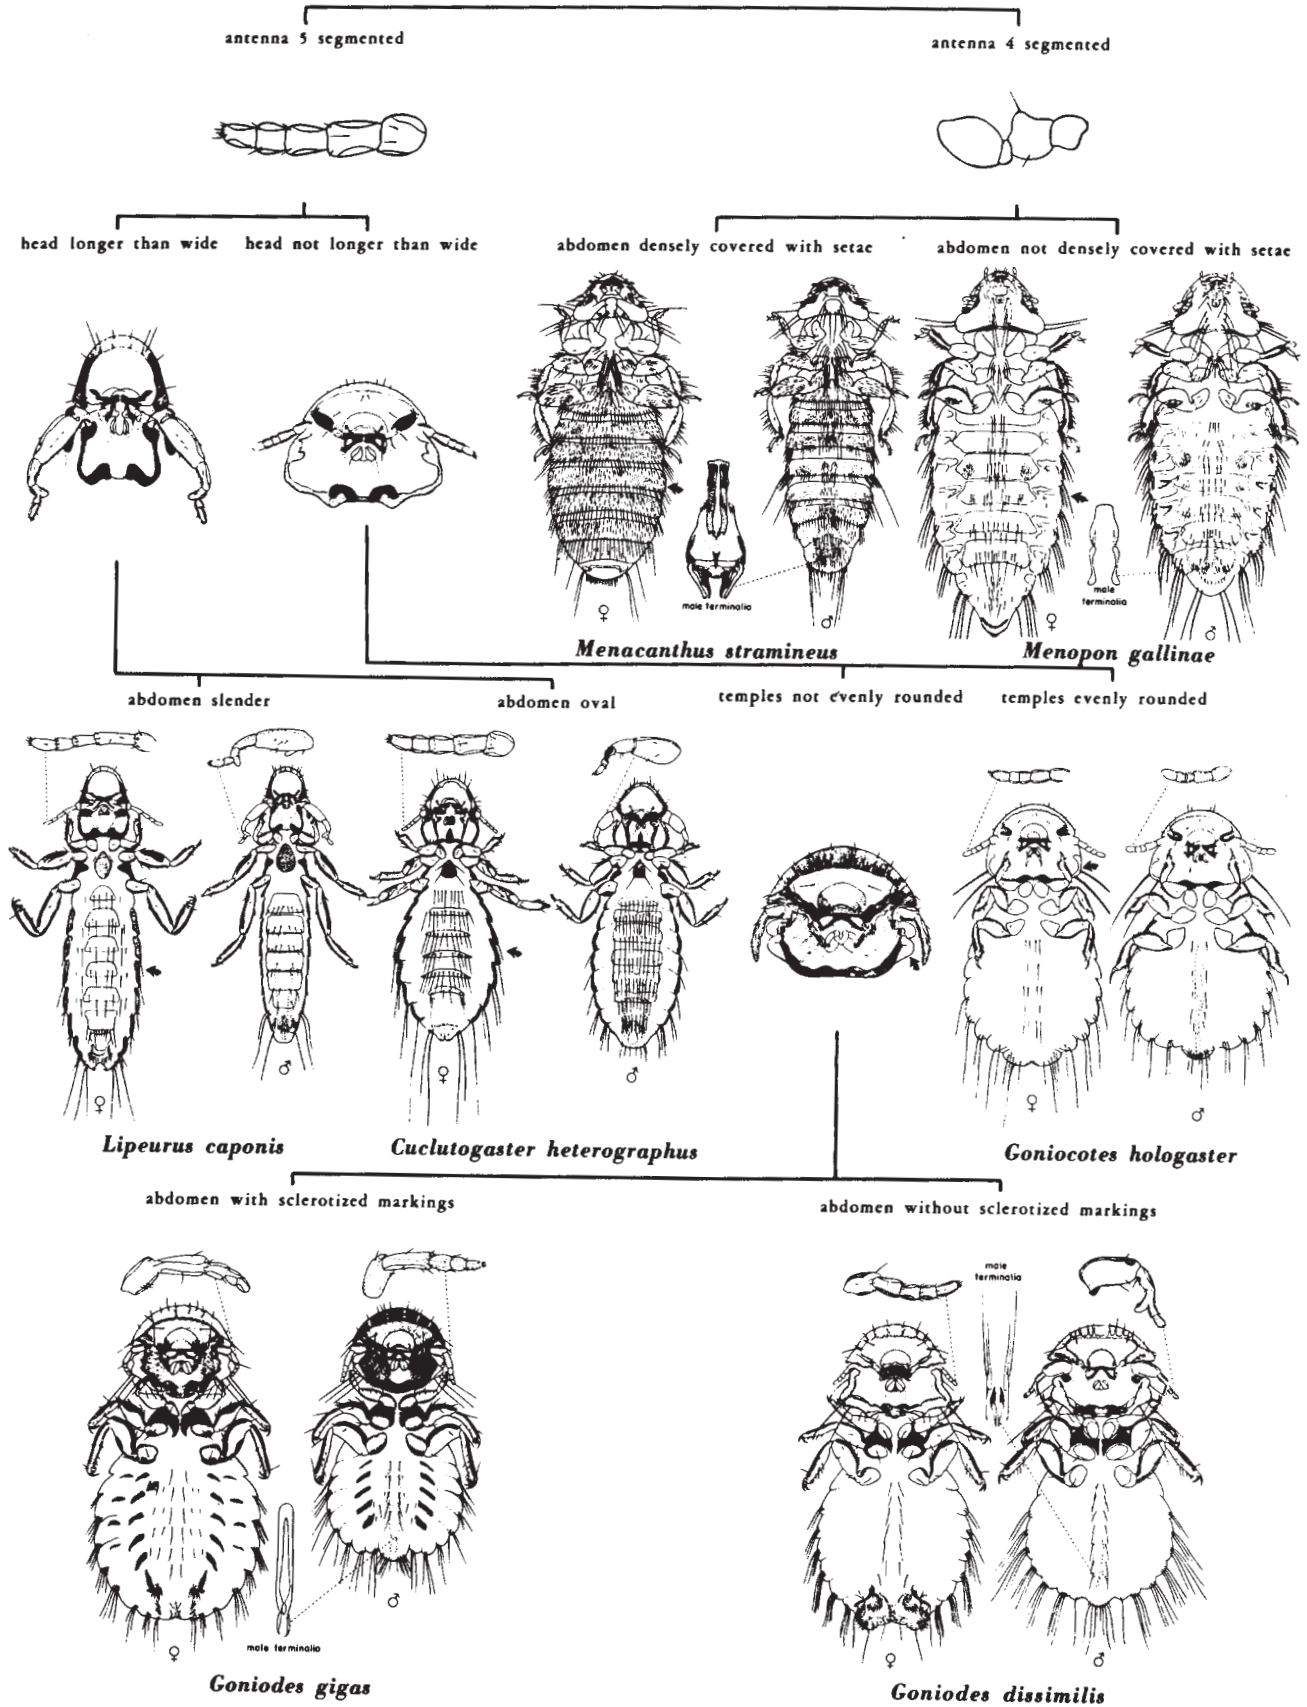 antenna 5 segmented
antenna 4 segmented
head longer than wide
head not longer than wide
abdomen densely covered with setae
abdomen not densely covered with setae
male terminalia
♀
♂
male
terminalia
♀
♂
Menacanthus stramineus
Menopon gallinae
abdomen slender
abdomen oval
temples not evenly rounded
temples evenly rounded
♀
♂
♀
♂
♀
♂
Lipeurus caponis
Cuclutogaster heterographus
Goniocotes hologaster
abdomen with sclerotized markings
abdomen without sclerotized markings
male
terminalia
male terminalia
♀
♂
♀
♂
Goniodes gigas
Goniodes dissimilis